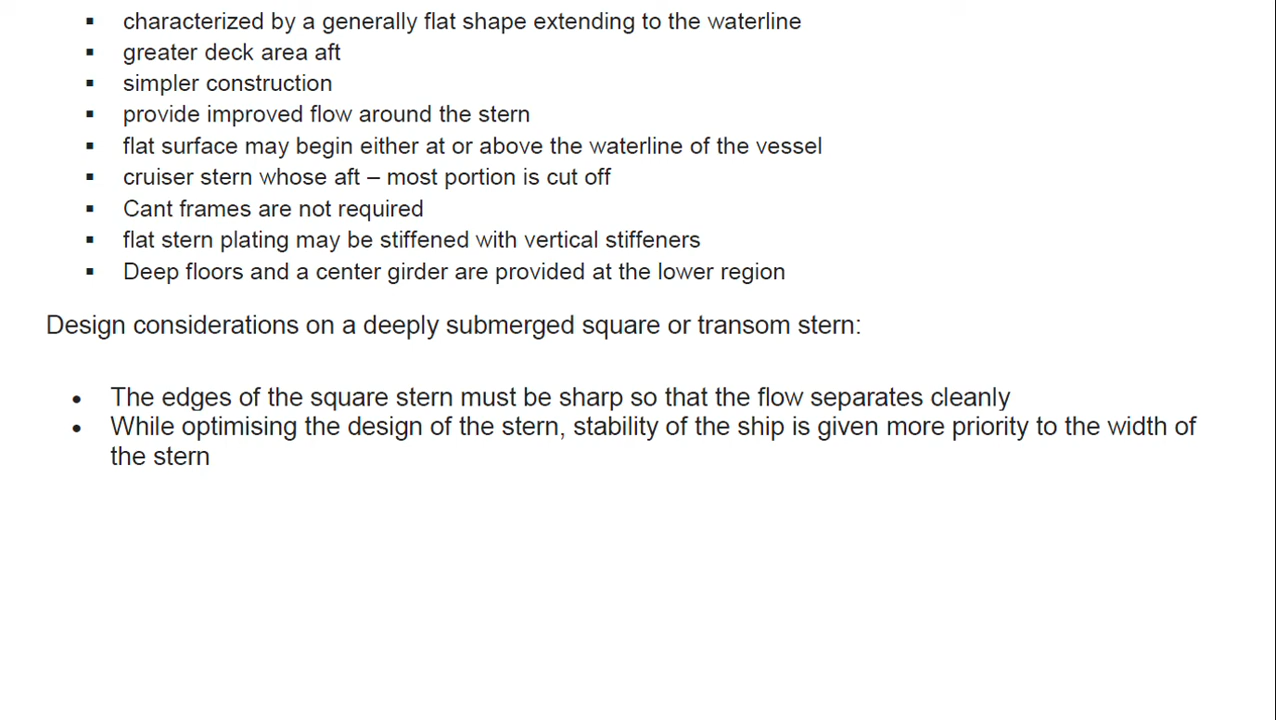 ▪ characterized by a generally flat shape extending to the waterline
▪ greater deck area aft
▪ simpler construction
▪ provide improved flow around the stern
▪ flat surface may begin either at or above the waterline of the vessel
▪ cruiser stern whose aft – most portion is cut off
▪ Cant frames are not required
▪ flat stern plating may be stiffened with vertical stiffeners
▪ Deep floors and a center girder are provided at the lower region
Design considerations on a deeply submerged square or transom stern:
• The edges of the square stern must be sharp so that the flow separates cleanly
• While optimising the design of the stern, stability of the ship is given more priority to the width of
the stern